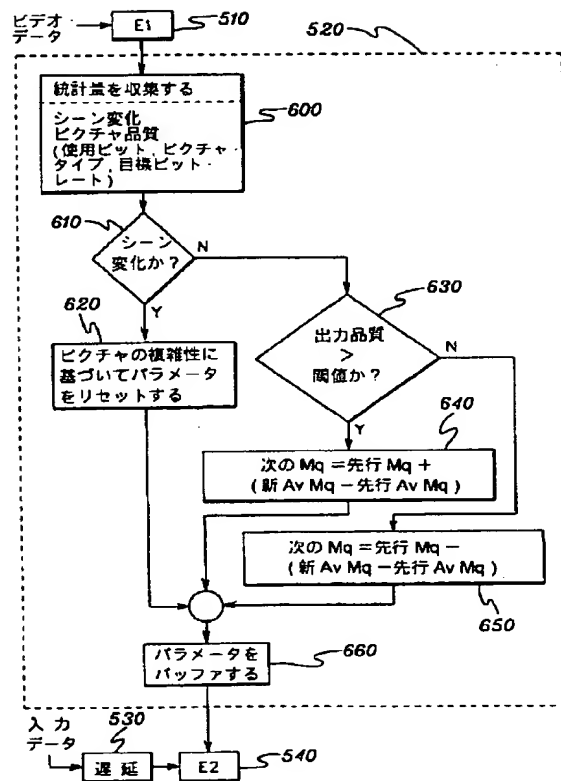 ビデオ・
データ
E1
510
520
統計量を収集する
シーン変化
ピクチャ品質
(使用ビット,ピクチャ・
タイプ,目標ビット・
レート)
600
610
シーン
変化か?
N
Y
620
ピクチャの複雑性に
基づいてパラメータ
をリセットする
630
出力品質
>
閾値か?
N
Y
640
次の Mq =先行 Mq +
(新 Av Mq -先行 Av Mq )
次の Mq =先行 Mq -
(新 Av Mq -先行 Av Mq )
650
パラメータを
バッファする
660
入力
データ
530
遅延
E2
540